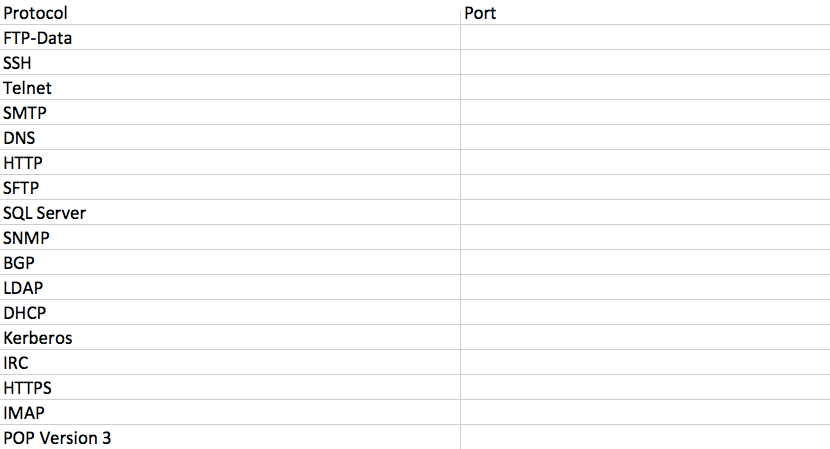 Protocol Port
FTP-Data
SSH
Telnet
SMTP
DNS
HTTP
SFTP
SQL Server
SNMP
BGP
LDAP
DHCP
Kerberos
IRC
HTTPS
IMAP
POP Version 3